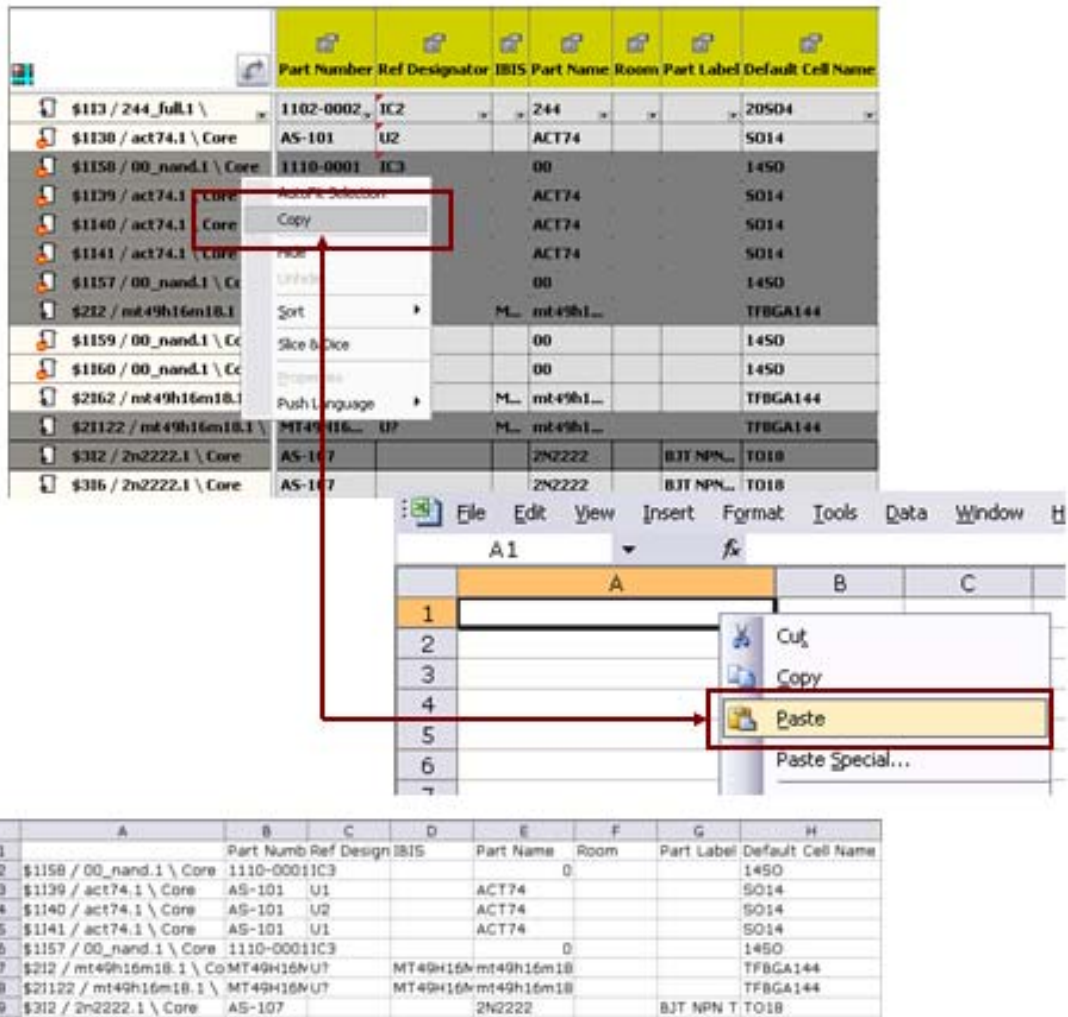 Part Number Ref Designator IBIS Part Name Room Part Label Default Cell Name
$1I3 / 244_full.1 \ 1102-0002 IC2 244 20SO4
$1I38 / act74.1 \ Core AS-101 U2 ACT74 SO14
$1I58 / 00_nand.1 \ Core 1110-0001 IC3 00 14SO
$1I39 / act74.1 \ Core ACT74 SO14
$1I40 / act74.1 \ Core ACT74 SO14
$1I41 / act74.1 \ Core ACT74 SO14
$1I57 / 00_nand.1 \ Co 00 14SO
$2I2 / mt49h16m18.1 M... mt49h1... TFBGA144
$1I59 / 00_nand.1 \ Co 00 14SO
$1I60 / 00_nand.1 \ Co 00 14SO
$2I62 / mt49h16m18.1 M... mt49h1... TFBGA144
$2I122 / mt49h16m18.1 \ MT49H16... U? M... mt49h1... TFBGA144
$3I2 / 2n2222.1 \ Core AS-107 2N2222 BJT NPN... TO18
$3I6 / 2n2222.1 \ Core AS-107 2N2222 BJT NPN... TO18
AutoFit Selection
Copy
Hide
Unhide
Sort
Slice & Dice
Properties
Push Language
File Edit View Insert Format Tools Data Window H
A1 fx
A B C
1
2
3
4
5
6
7
Cut
Copy
Paste
Paste Special...
A B C D E F G H
1 Part Numb Ref Design IBIS Part Name Room Part Label Default Cell Name
2 $1I58 / 00_nand.1 \ Core 1110-0001 IC3 0 14SO
3 $1I39 / act74.1 \ Core AS-101 U1 ACT74 SO14
4 $1I40 / act74.1 \ Core AS-101 U2 ACT74 SO14
5 $1I41 / act74.1 \ Core AS-101 U1 ACT74 SO14
6 $1I57 / 00_nand.1 \ Core 1110-0001 IC3 0 14SO
7 $2I2 / mt49h16m18.1 \ Co MT49H16M U? MT49H16M mt49h16m18 TFBGA144
8 $2I122 / mt49h16m18.1 \ MT49H16M U? MT49H16M mt49h16m18 TFBGA144
9 $3I2 / 2n2222.1 \ Core AS-107 2N2222 BJT NPN T TO18